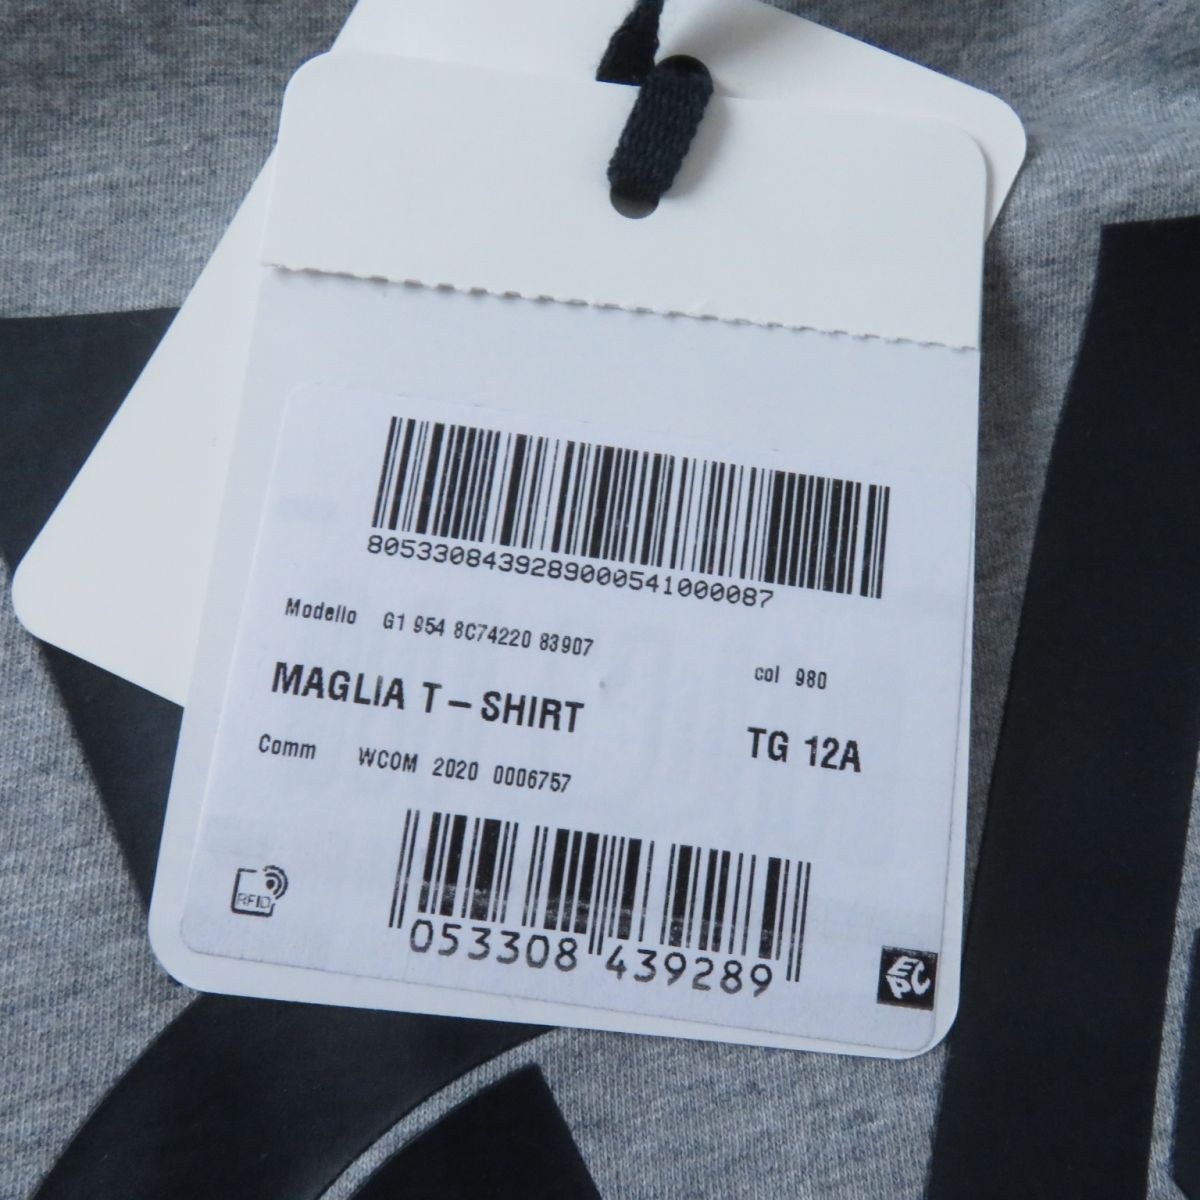 8053308439289000541000087
Modello G1 954 8C74220 83907
col 980
MAGLIA T-SHIRT
TG 12A
Comm WCOM 2020 0006757
RFID
053308 439289
EPC